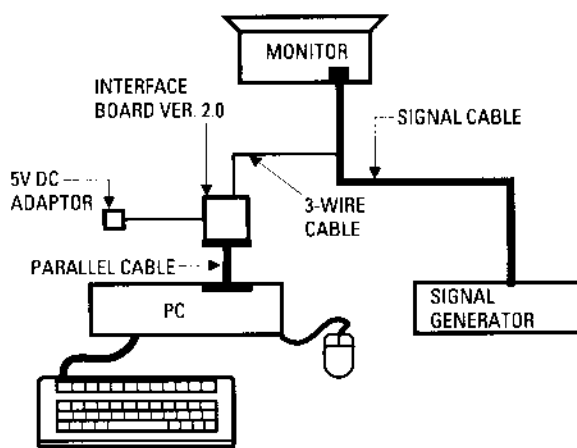 MONITOR
INTERFACE
BOARD VER. 2.0
SIGNAL CABLE
5V DC
ADAPTOR
3-WIRE
CABLE
PARALLEL CABLE
PC
SIGNAL
GENERATOR